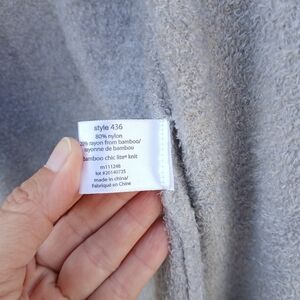 style 436
80% nylon
20% rayon from bamboo/
rayonne de bambou
bamboo chic lite® knit
m111248
lot #20140725
made in china/
Fabriqué en Chine